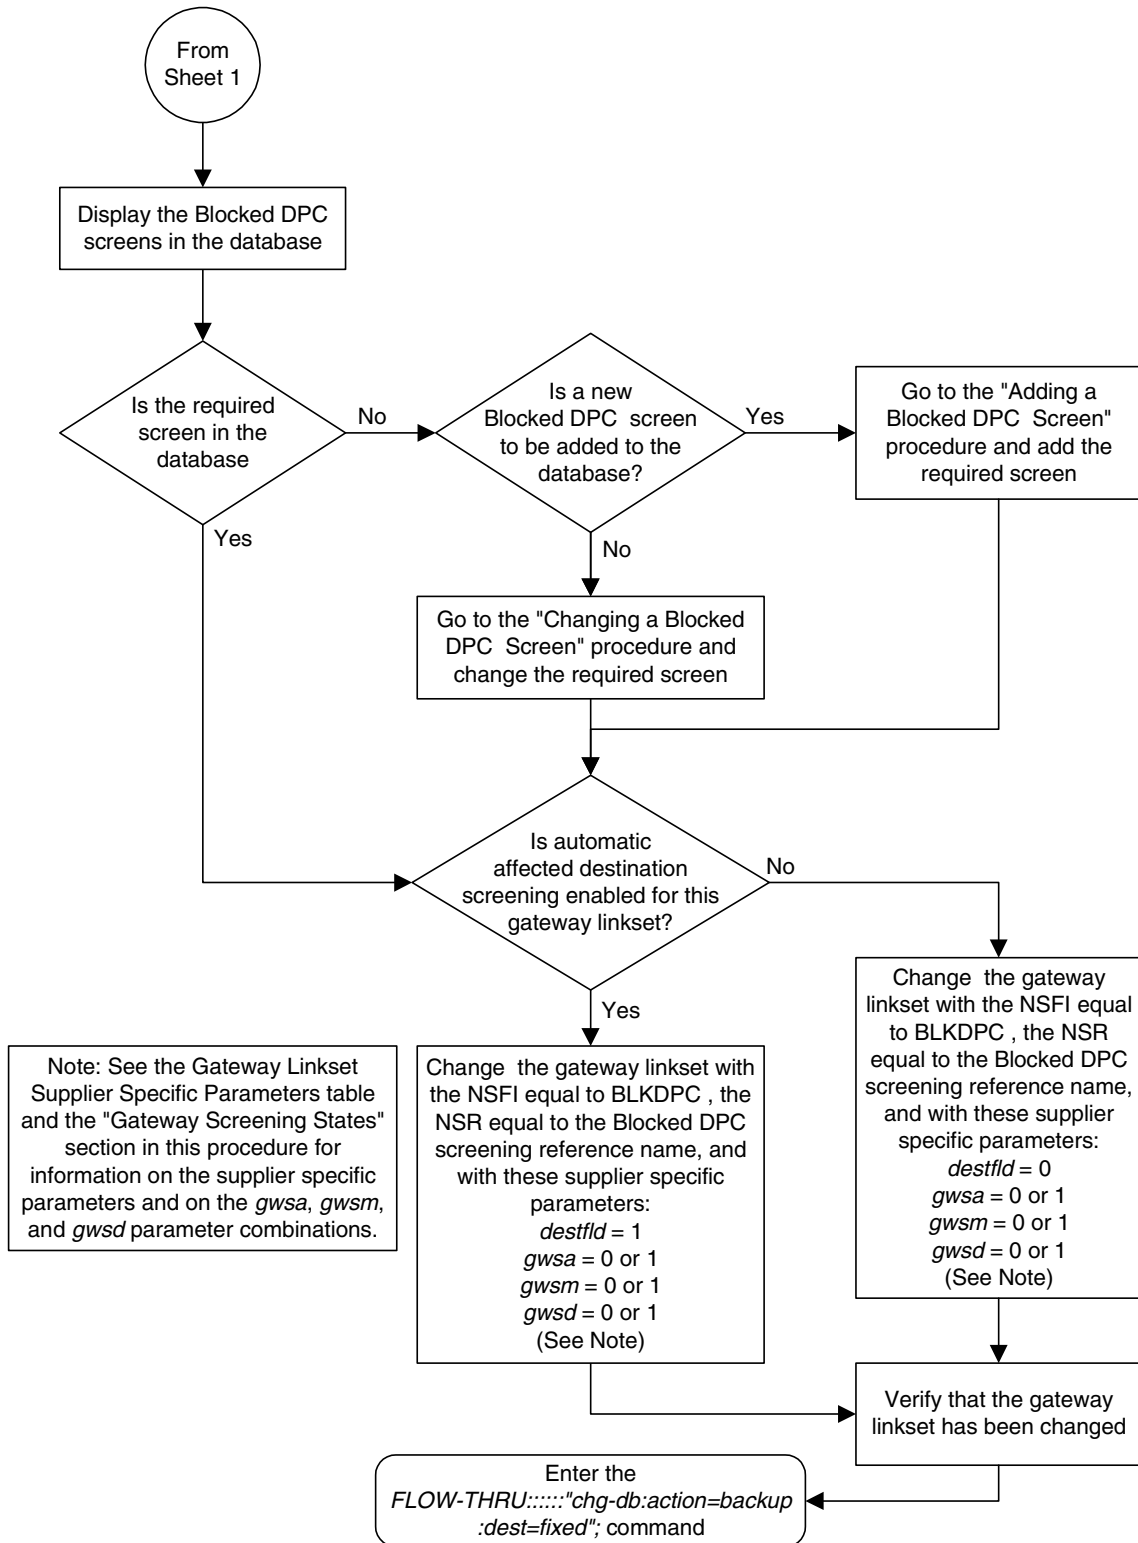 From
Sheet 1
Display the Blocked DPC
screens in the database
Is the required
screen in the
database
No
Yes
Is a new
Blocked DPC screen
to be added to the
database?
Yes
No
Go to the "Adding a
Blocked DPC Screen"
procedure and add the
required screen
Go to the "Changing a Blocked
DPC Screen" procedure and
change the required screen
Is automatic
affected destination
screening enabled for this
gateway linkset?
No
Yes
Note: See the Gateway Linkset
Supplier Specific Parameters table
and the "Gateway Screening States"
section in this procedure for
information on the supplier specific
parameters and on the gwsa, gwsm,
and gwsd parameter combinations.
Change the gateway linkset with
the NSFI equal to BLKDPC , the
NSR equal to the Blocked DPC
screening reference name, and
with these supplier specific
parameters:
destfld = 1
gwsa = 0 or 1
gwsm = 0 or 1
gwsd = 0 or 1
(See Note)
Change the gateway
linkset with the NSFI equal
to BLKDPC , the NSR
equal to the Blocked DPC
screening reference name,
and with these supplier
specific parameters:
destfld = 0
gwsa = 0 or 1
gwsm = 0 or 1
gwsd = 0 or 1
(See Note)
Verify that the gateway
linkset has been changed
Enter the
FLOW-THRU::::::"chg-db:action=backup
:dest=fixed"; command